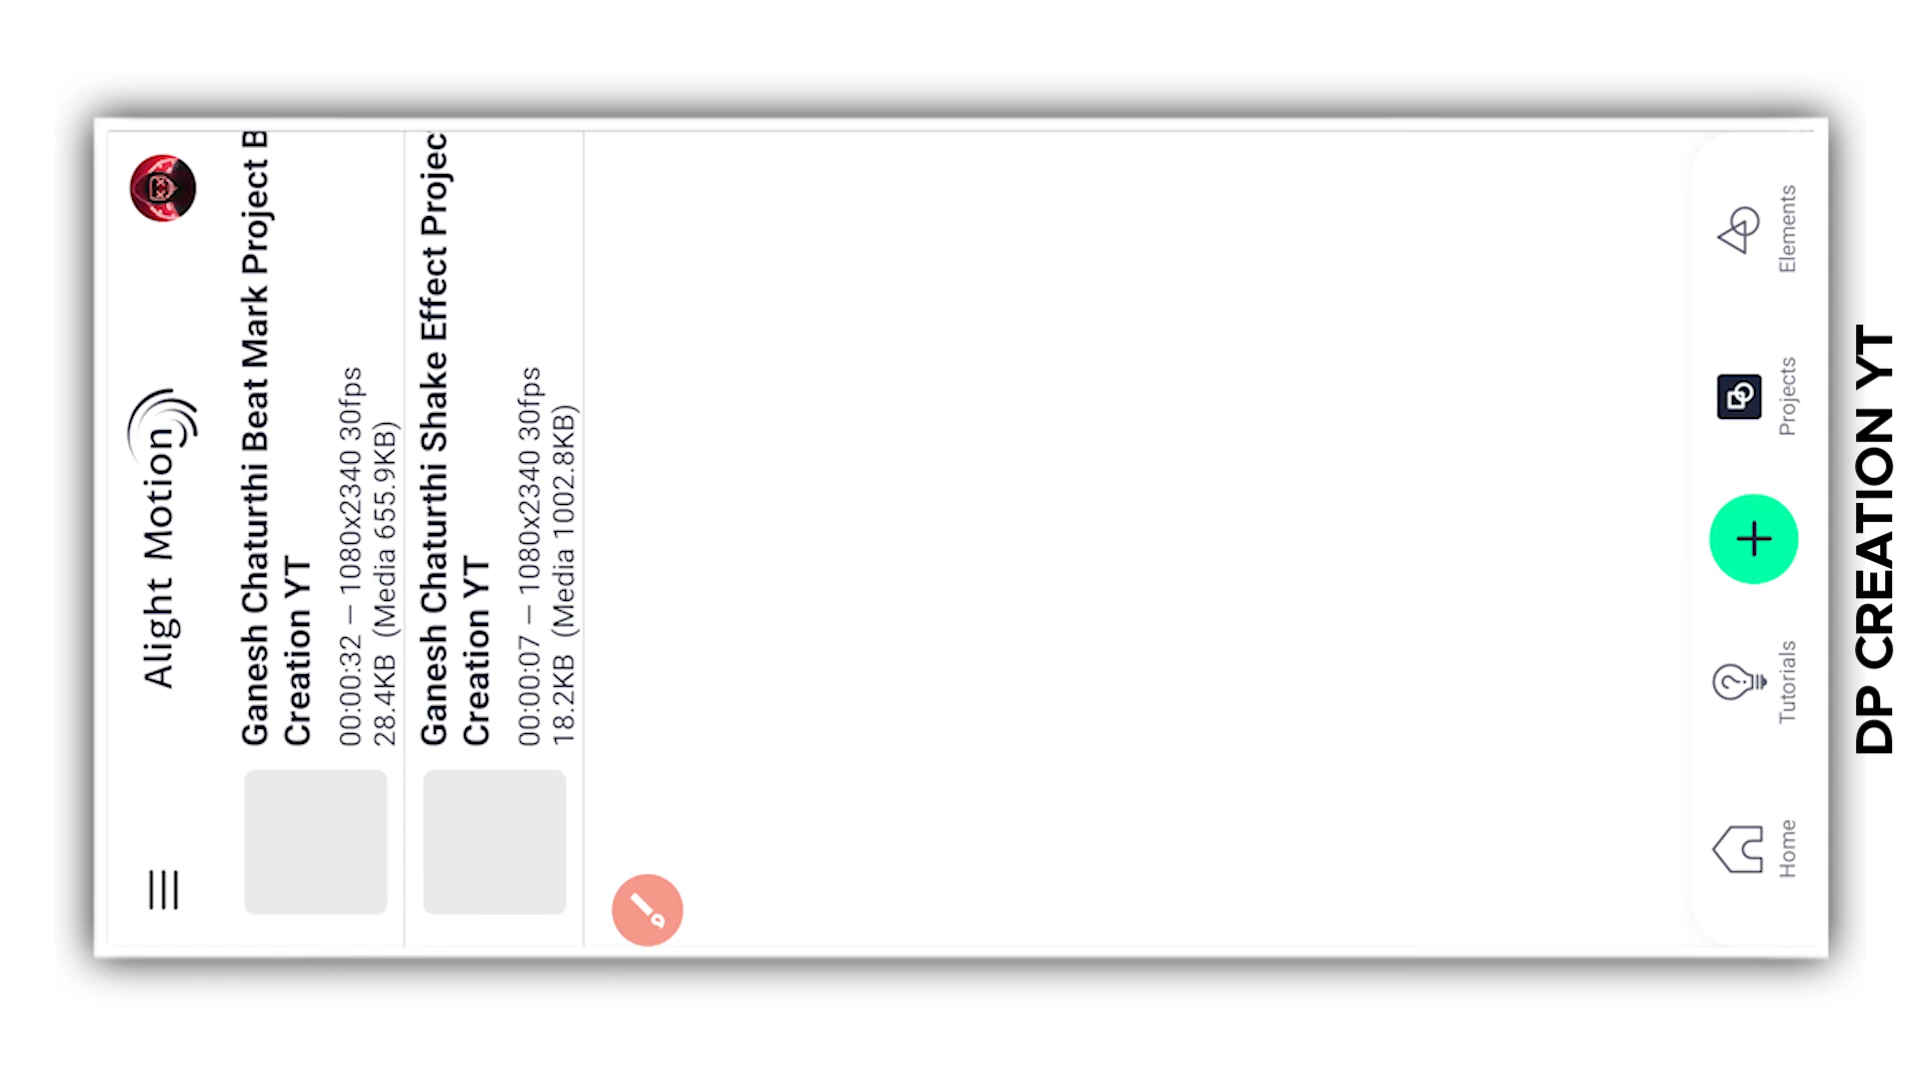 Alight Motion
Ganesh Chaturthi Beat Mark Project B
Creation YT
00:00:32 – 1080x2340 30fps
28.4KB (Media 655.9KB)
Ganesh Chaturthi Shake Effect Projec
Creation YT
00:00:07 – 1080x2340 30fps
18.2KB (Media 1002.8KB)
Home
Tutorials
Projects
Elements
DP CREATION YT